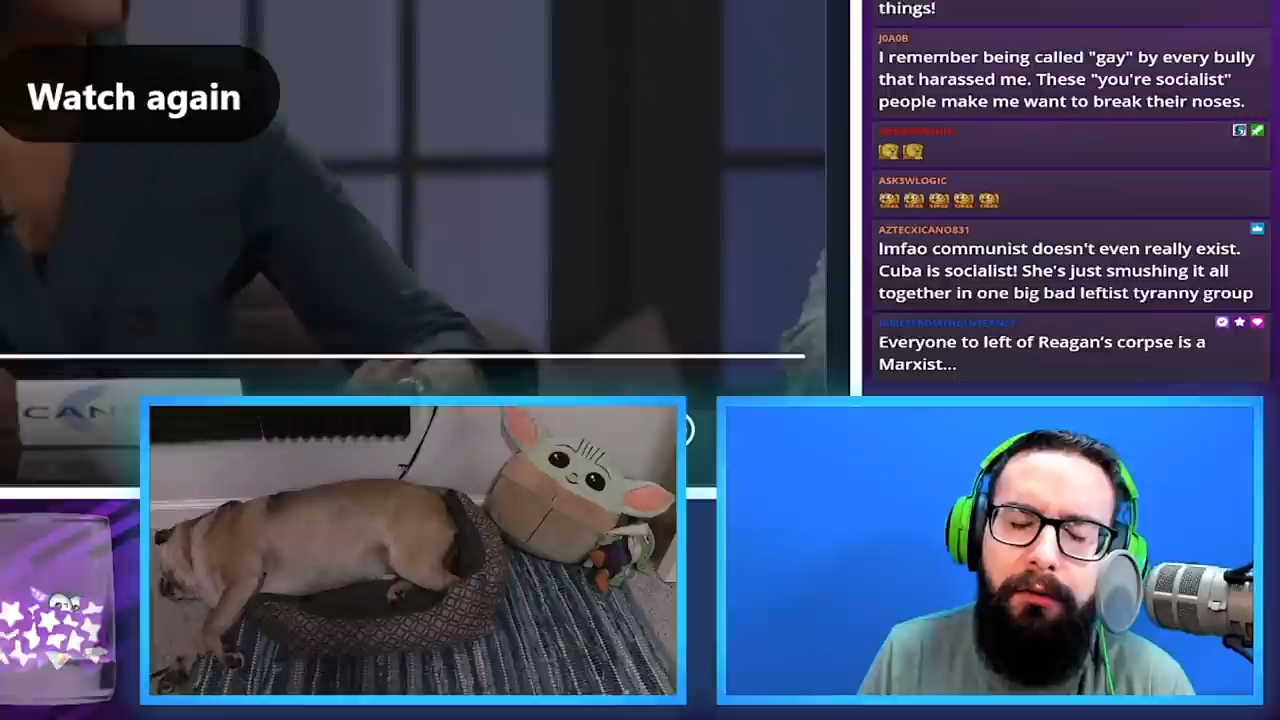 things!
J0A0B
I remember being called "gay" by every bully
that harassed me. These "you're socialist"
people make me want to break their noses.
ASK3WLOGIC
AZTECXICANO831
lmfao communist doesn't even really exist.
Cuba is socialist! She's just smushing it all
together in one big bad leftist tyranny group
JAMESFROMTHEINTERNET
Everyone to left of Reagan's corpse is a
Marxist...
Watch again
CAN